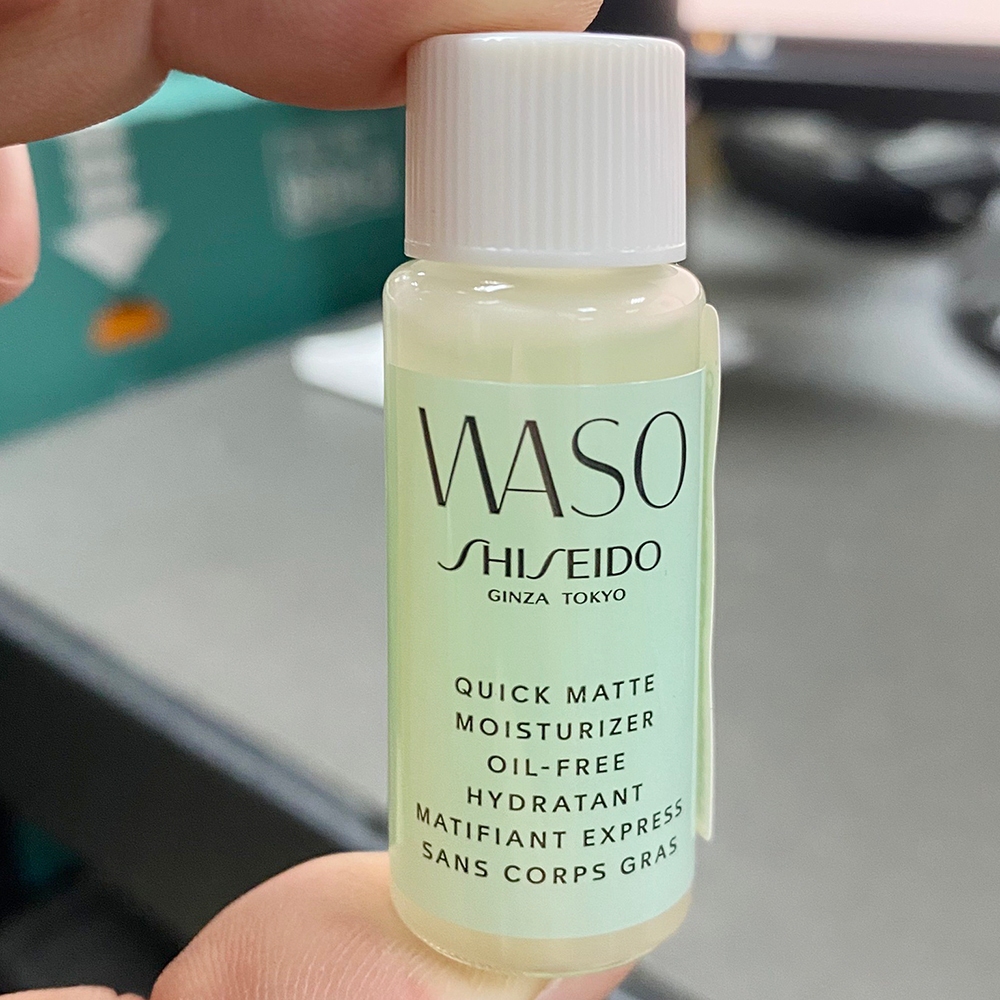 WASO
SHISEIDO
GINZA TOKYO
QUICK MATTE
MOISTURIZER
OIL-FREE
HYDRATANT
MATIFIANT EXPRESS
SANS CORPS GRAS